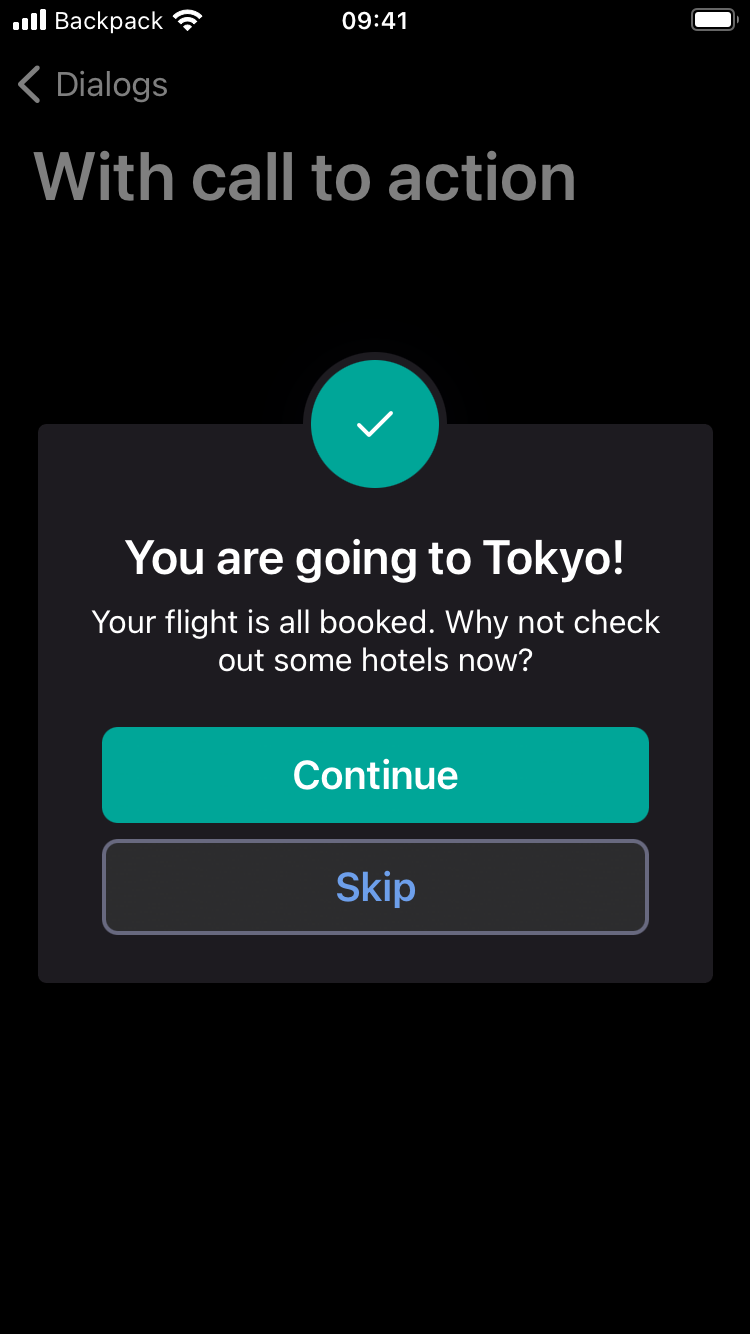 Backpack 09:41
Dialogs
With call to action
You are going to Tokyo!
Your flight is all booked. Why not check
out some hotels now?
Continue
Skip